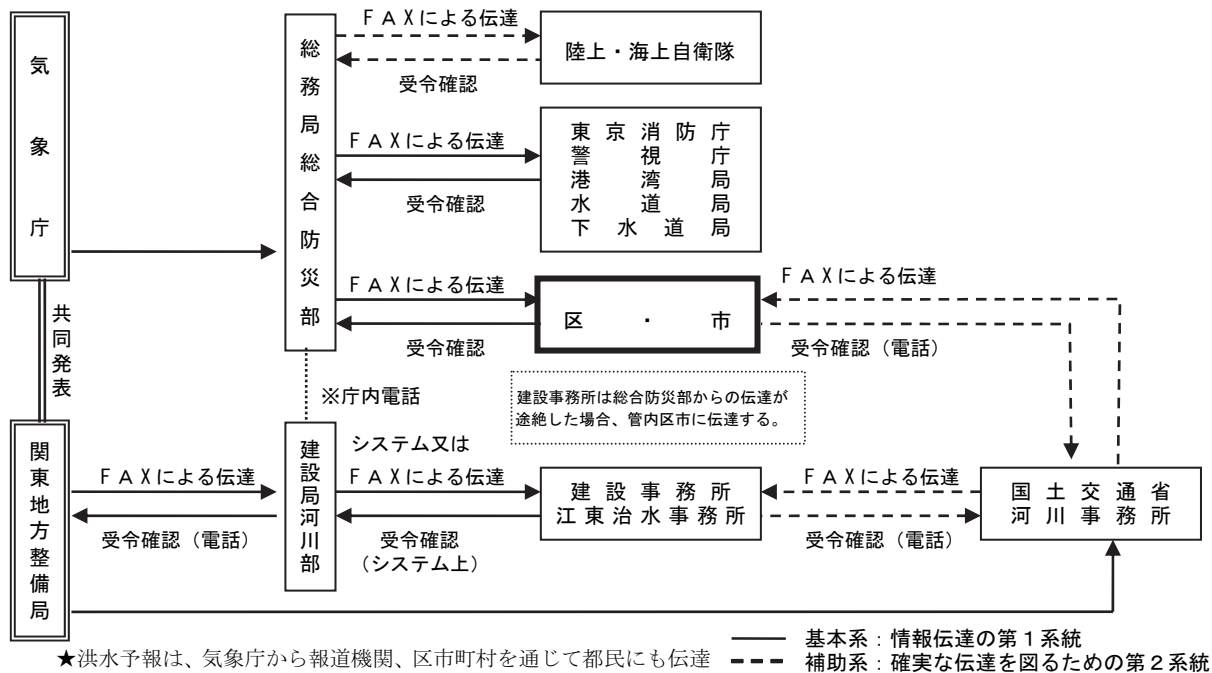 気象庁
共同発表
関東地方整備局
総務局総合防災部
※庁内電話
建設局河川部
ＦＡＸによる伝達
受令確認
陸上・海上自衛隊
ＦＡＸによる伝達
受令確認
東京消防庁
警視庁
港湾局
水道局
下水道局
ＦＡＸによる伝達
受令確認
区・市
ＦＡＸによる伝達
受令確認（電話）
建設事務所は総合防災部からの伝達が
途絶した場合、管内区市に伝達する。
ＦＡＸによる伝達
受令確認（電話）
システム又は
ＦＡＸによる伝達
受令確認
（システム上）
建設事務所
江東治水事務所
ＦＡＸによる伝達
受令確認（電話）
国土交通省
河川事務所
★洪水予報は、気象庁から報道機関、区市町村を通じて都民にも伝達
基本系：情報伝達の第１系統
補助系：確実な伝達を図るための第２系統